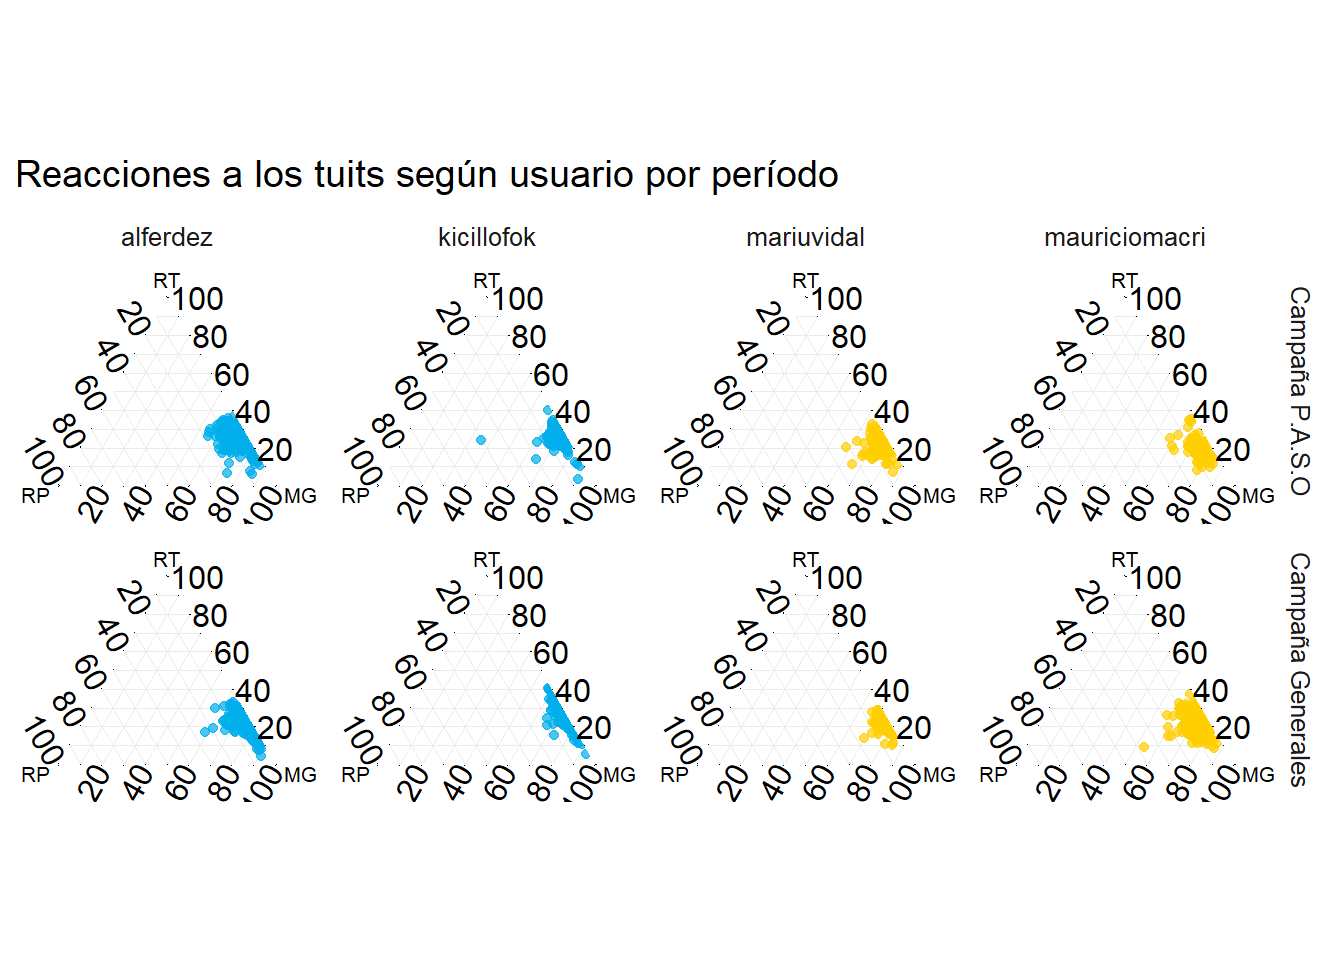 Reacciones a los tuits según usuario por período
alferdez kicillofok mariuvidal mauriciomacri
RT RT RT RT
20 100 20 100 20 100 20 100
40 80 40 80 40 80 40 80
60 60 60 60 60 60 60 60
80 40 80 40 80 40 80 40
100 20 100 20 100 20 100 20
RP MG RP MG RP MG RP MG
20 40 60 80 100 20 40 60 80 100 20 40 60 80 100 20 40 60 80 100
Campaña P.A.S.O
RT RT RT RT
20 100 20 100 20 100 20 100
40 80 40 80 40 80 40 80
60 60 60 60 60 60 60 60
80 40 80 40 80 40 80 40
100 20 100 20 100 20 100 20
RP MG RP MG RP MG RP MG
20 40 60 80 100 20 40 60 80 100 20 40 60 80 100 20 40 60 80 100
Campaña Generales